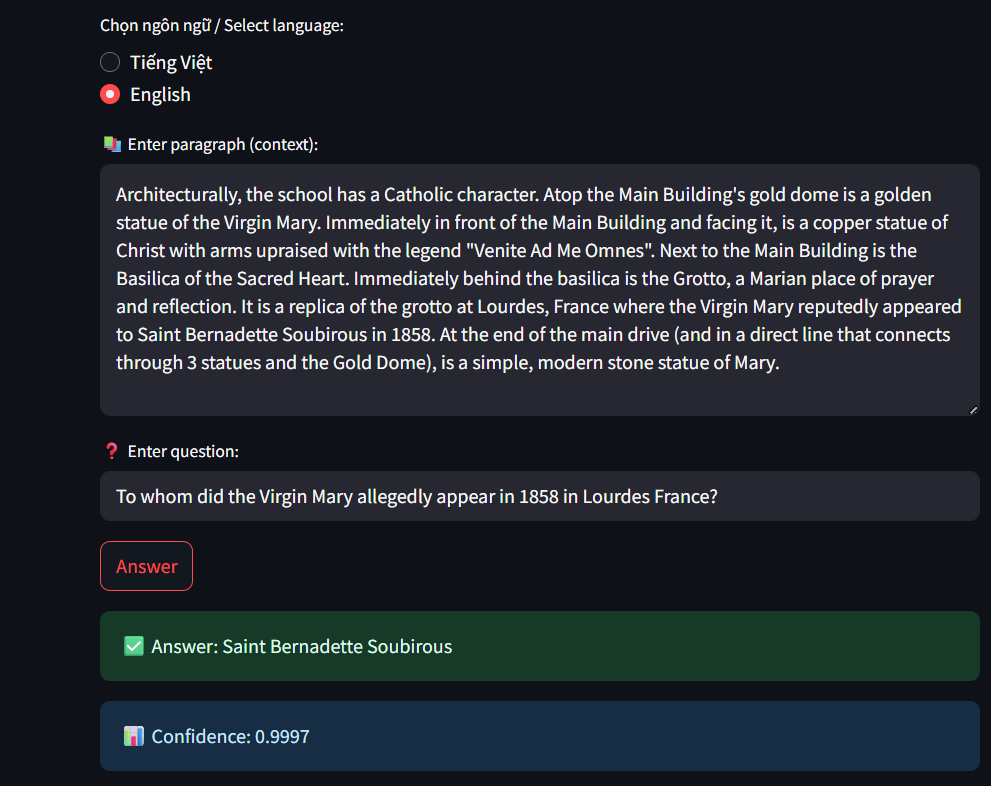 Chọn ngôn ngữ / Select language:
Tiếng Việt
English
📚 Enter paragraph (context):
Architecturally, the school has a Catholic character. Atop the Main Building's gold dome is a golden
statue of the Virgin Mary. Immediately in front of the Main Building and facing it, is a copper statue of
Christ with arms upraised with the legend "Venite Ad Me Omnes". Next to the Main Building is the
Basilica of the Sacred Heart. Immediately behind the basilica is the Grotto, a Marian place of prayer
and reflection. It is a replica of the grotto at Lourdes, France where the Virgin Mary reputedly appeared
to Saint Bernadette Soubirous in 1858. At the end of the main drive (and in a direct line that connects
through 3 statues and the Gold Dome), is a simple, modern stone statue of Mary.
❓ Enter question:
To whom did the Virgin Mary allegedly appear in 1858 in Lourdes France?
Answer
✅ Answer: Saint Bernadette Soubirous
📊 Confidence: 0.9997